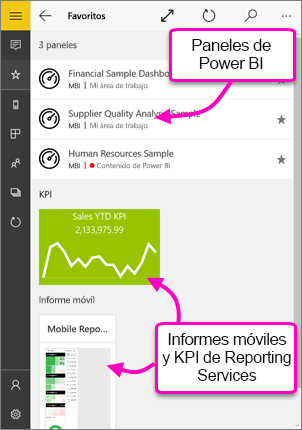 Favoritos
3 paneles
Financial Sample Dashbo
MBI | Mi área de trabajo
Paneles de
Power BI
Supplier Quality Analysis Sample
MBI | Mi área de trabajo
Human Resources Sample
MBI | Contenido de Power BI
KPI
Sales YTD KPI
2,133,975.99
Informe móvil
Mobile Repo...
Informes móviles
y KPI de Reporting
Services